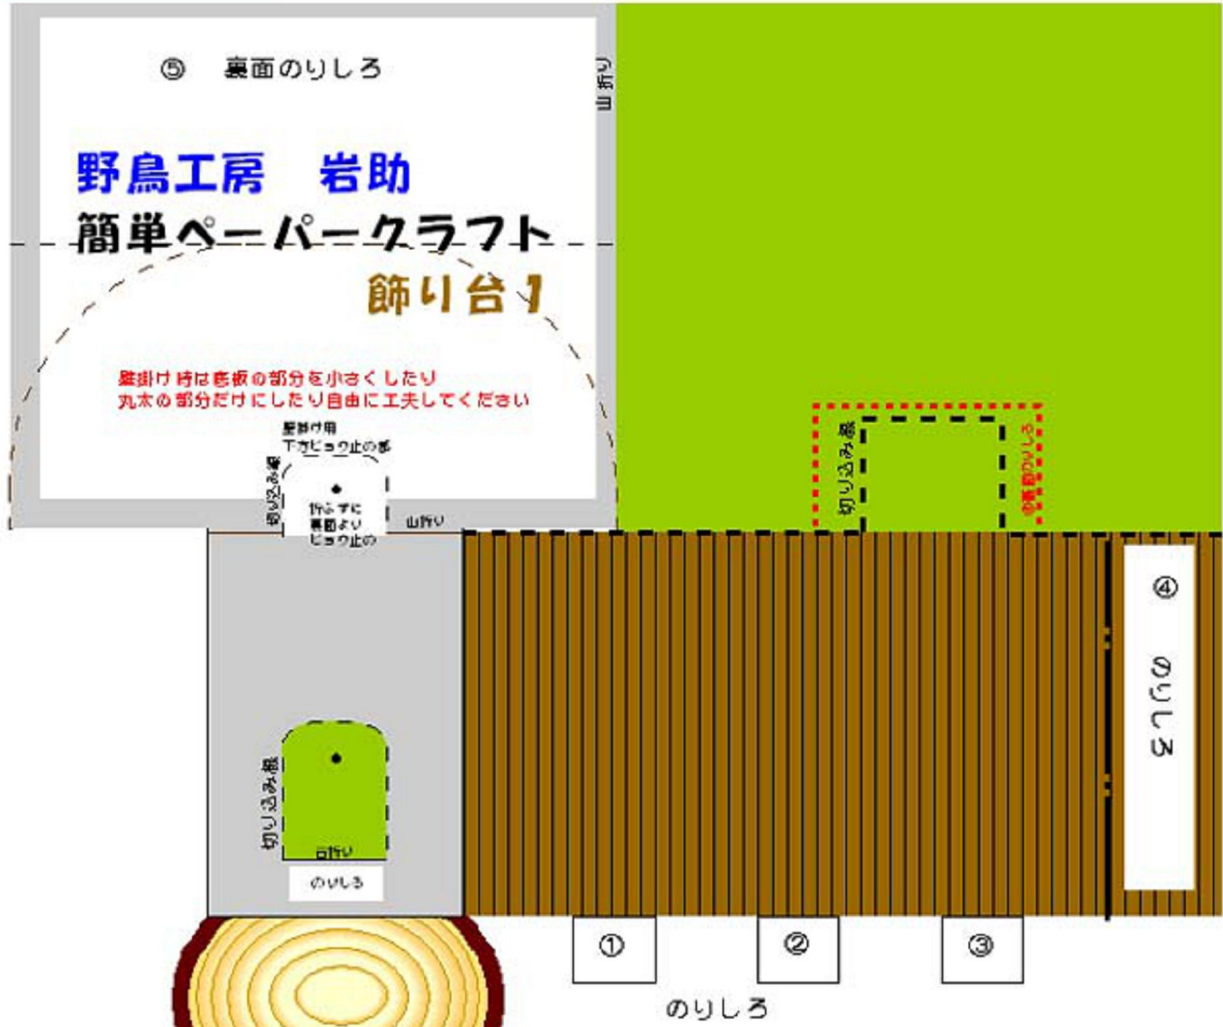 ⑤ 裏面のりしろ
山折り
野鳥工房 岩助
簡単ペーパークラフト
飾り台1
壁掛け時は底板の部分を小さくしたり
丸太の部分だけにしたり自由に工夫してください
壁掛け用
下方ビョウ止の部
切り込み線
折らずに
裏面より
ビョウ止の
山折り
切り込み線
④ のりしろ
切り込み線
谷折り
のりしろ
① ② ③
のりしろ